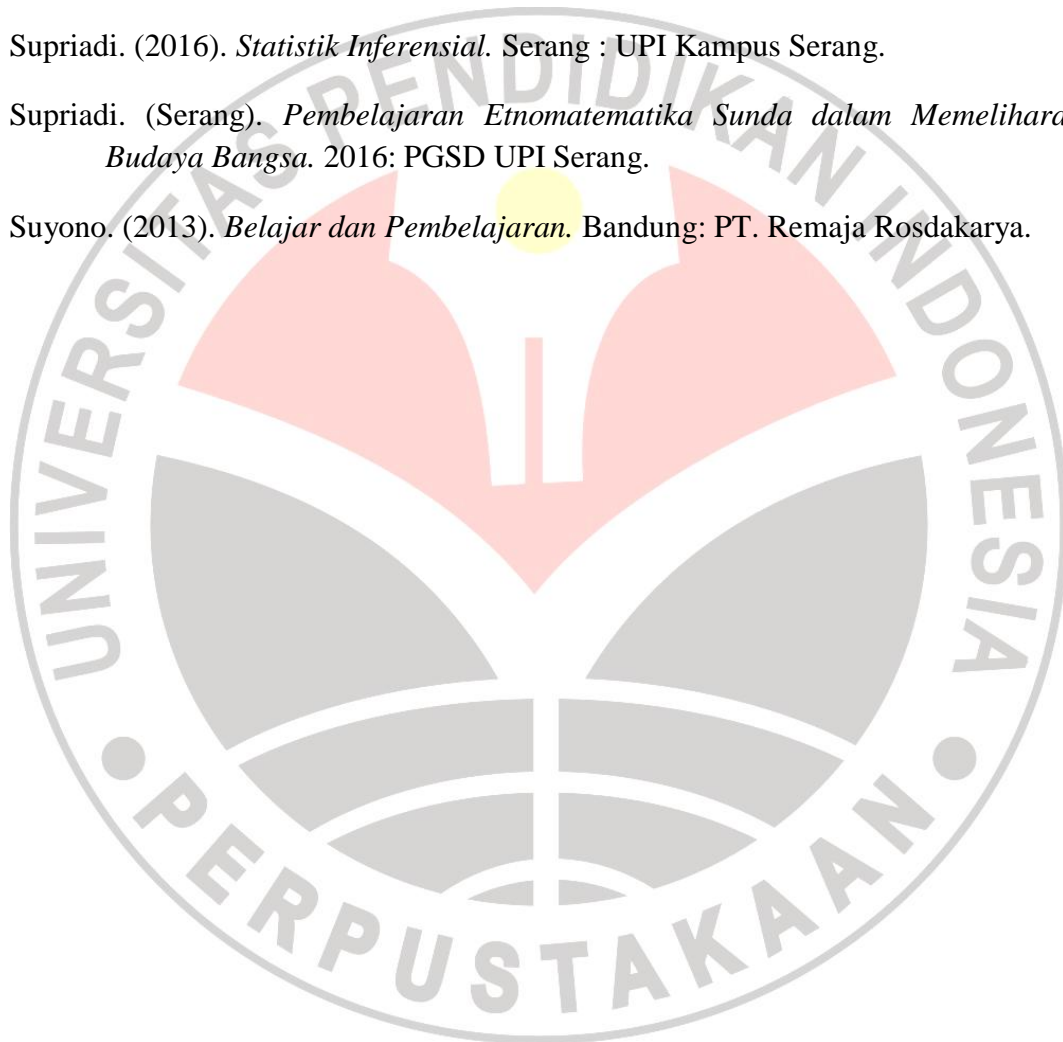 Supriadi. (2016). Statistik Inferensial. Serang : UPI Kampus Serang.
Supriadi. (Serang). Pembelajaran Etnomatematika Sunda dalam Memelihara
Budaya Bangsa. 2016: PGSD UPI Serang.
Suyono. (2013). Belajar dan Pembelajaran. Bandung: PT. Remaja Rosdakarya.
UNIVERSITAS PENDIDIKAN INDONESIA
PERPUSTAKAAN